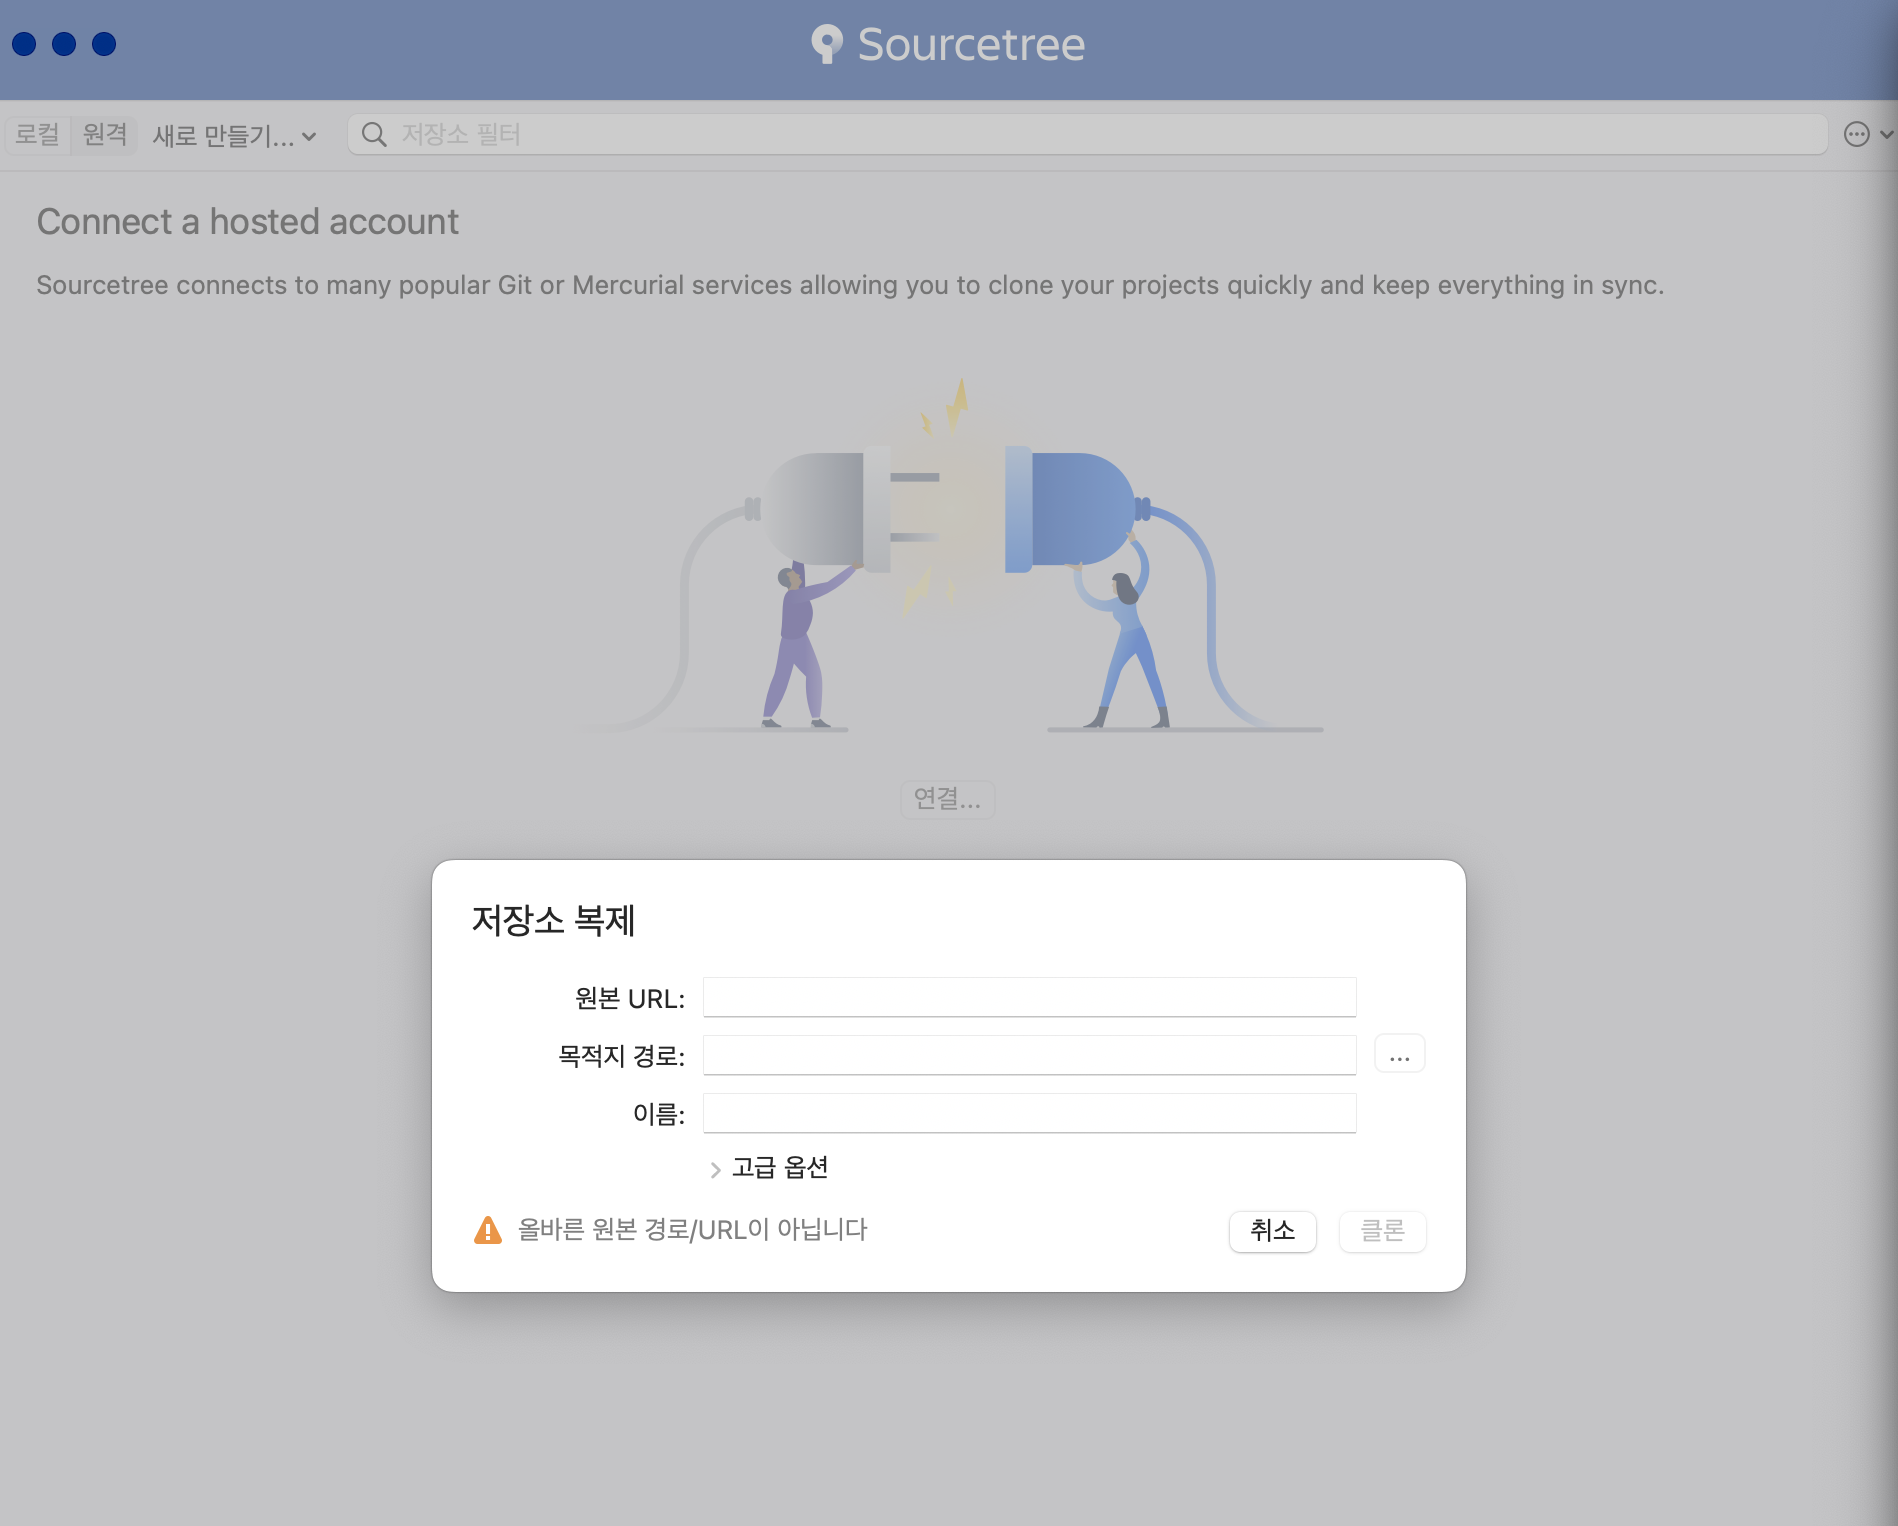 Sourcetree
로컬 원격 새로 만들기... 저장소 필터
Connect a hosted account
Sourcetree connects to many popular Git or Mercurial services allowing you to clone your projects quickly and keep everything in sync.
연결...
저장소 복제
원본 URL:
목적지 경로: ...
이름:
고급 옵션
올바른 원본 경로/URL이 아닙니다 취소 클론